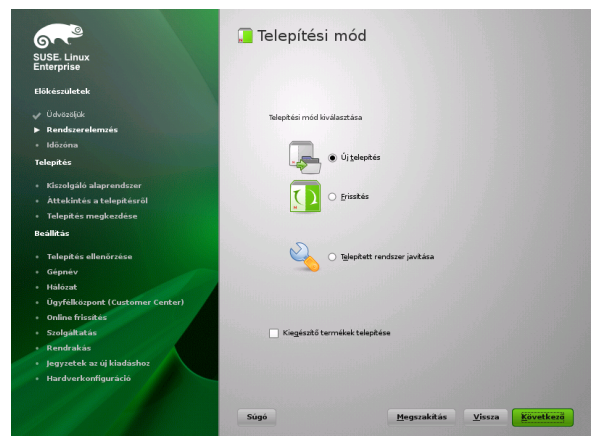 SUSE. Linux
Enterprise
Előkészületek
Üdvözöljük
Rendszerelemzés
Időzóna
Telepítés
Kiszolgáló alaprendszer
Áttekintés a telepítésről
Telepítés megkezdése
Beállítás
Telepítés ellenőrzése
Gépnév
Hálózat
Ügyfélközpont (Customer Center)
Online frissítés
Szolgáltatás
Rendrakás
Jegyzetek az új kiadáshoz
Hardverkonfiguráció
Telepítési mód
Telepítési mód kiválasztása
Új telepítés
Frissítés
Telepített rendszer javítása
Kiegészítő termékek telepítése
Súgó
Megszakítás
Vissza
Következő